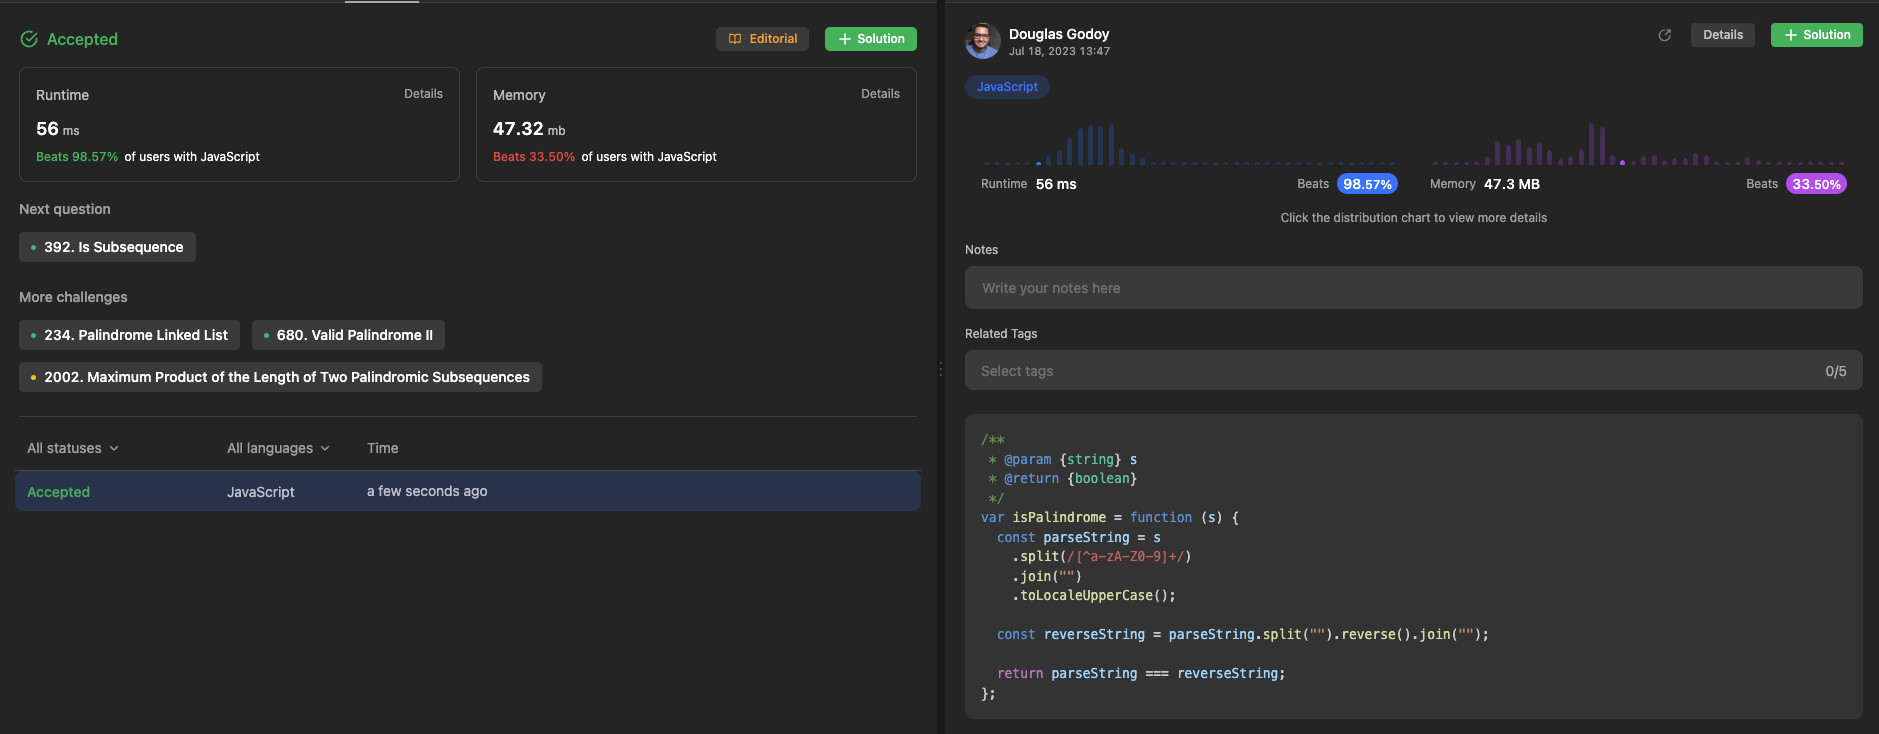 Accepted
Editorial
+ Solution
Runtime
Details
56 ms
Beats 98.57% of users with JavaScript
Memory
Details
47.32 mb
Beats 33.50% of users with JavaScript
Next question
392. Is Subsequence
More challenges
234. Palindrome Linked List
680. Valid Palindrome II
2002. Maximum Product of the Length of Two Palindromic Subsequences
All statuses
All languages
Time
Accepted
JavaScript
a few seconds ago
Douglas Godoy
Jul 18, 2023 13:47
Details
+ Solution
JavaScript
Runtime 56 ms
Beats 98.57%
Memory 47.3 MB
Beats 33.50%
Click the distribution chart to view more details
Notes
Write your notes here
Related Tags
Select tags
0/5
/**
 * @param {string} s
 * @return {boolean}
 */
var isPalindrome = function (s) {
  const parseString = s
    .split(/[^a-zA-Z0-9]+/)
    .join("")
    .toLocaleUpperCase();
  const reverseString = parseString.split("").reverse().join("");
  return parseString === reverseString;
};